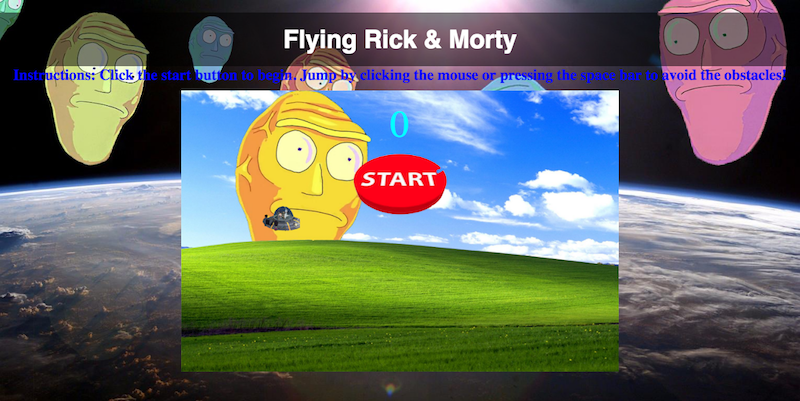 Flying Rick & Morty
Instructions: Click the start button to begin. Jump by clicking the mouse or pressing the space bar to avoid the obstacles!
0
START